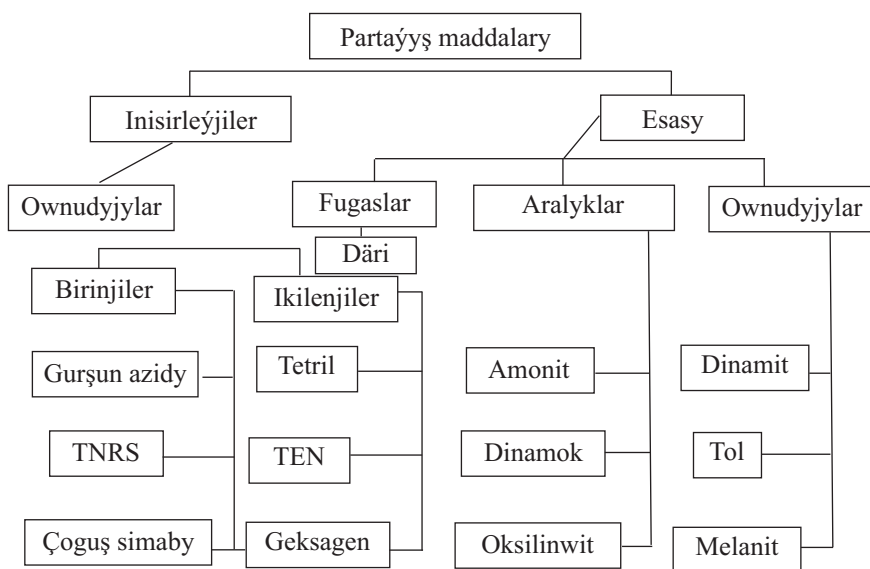 Partaýyş maddalary
Inisirleýjiler
Esasy
Ownudyjylar
Fugaslar
Aralyklar
Ownudyjylar
Däri
Birinjiler
Ikilenjiler
Gurşun azidy
Tetril
Amonit
Dinamit
TNRS
TEN
Dinamok
Tol
Çoguş simaby
Geksagen
Oksilinwit
Melanit